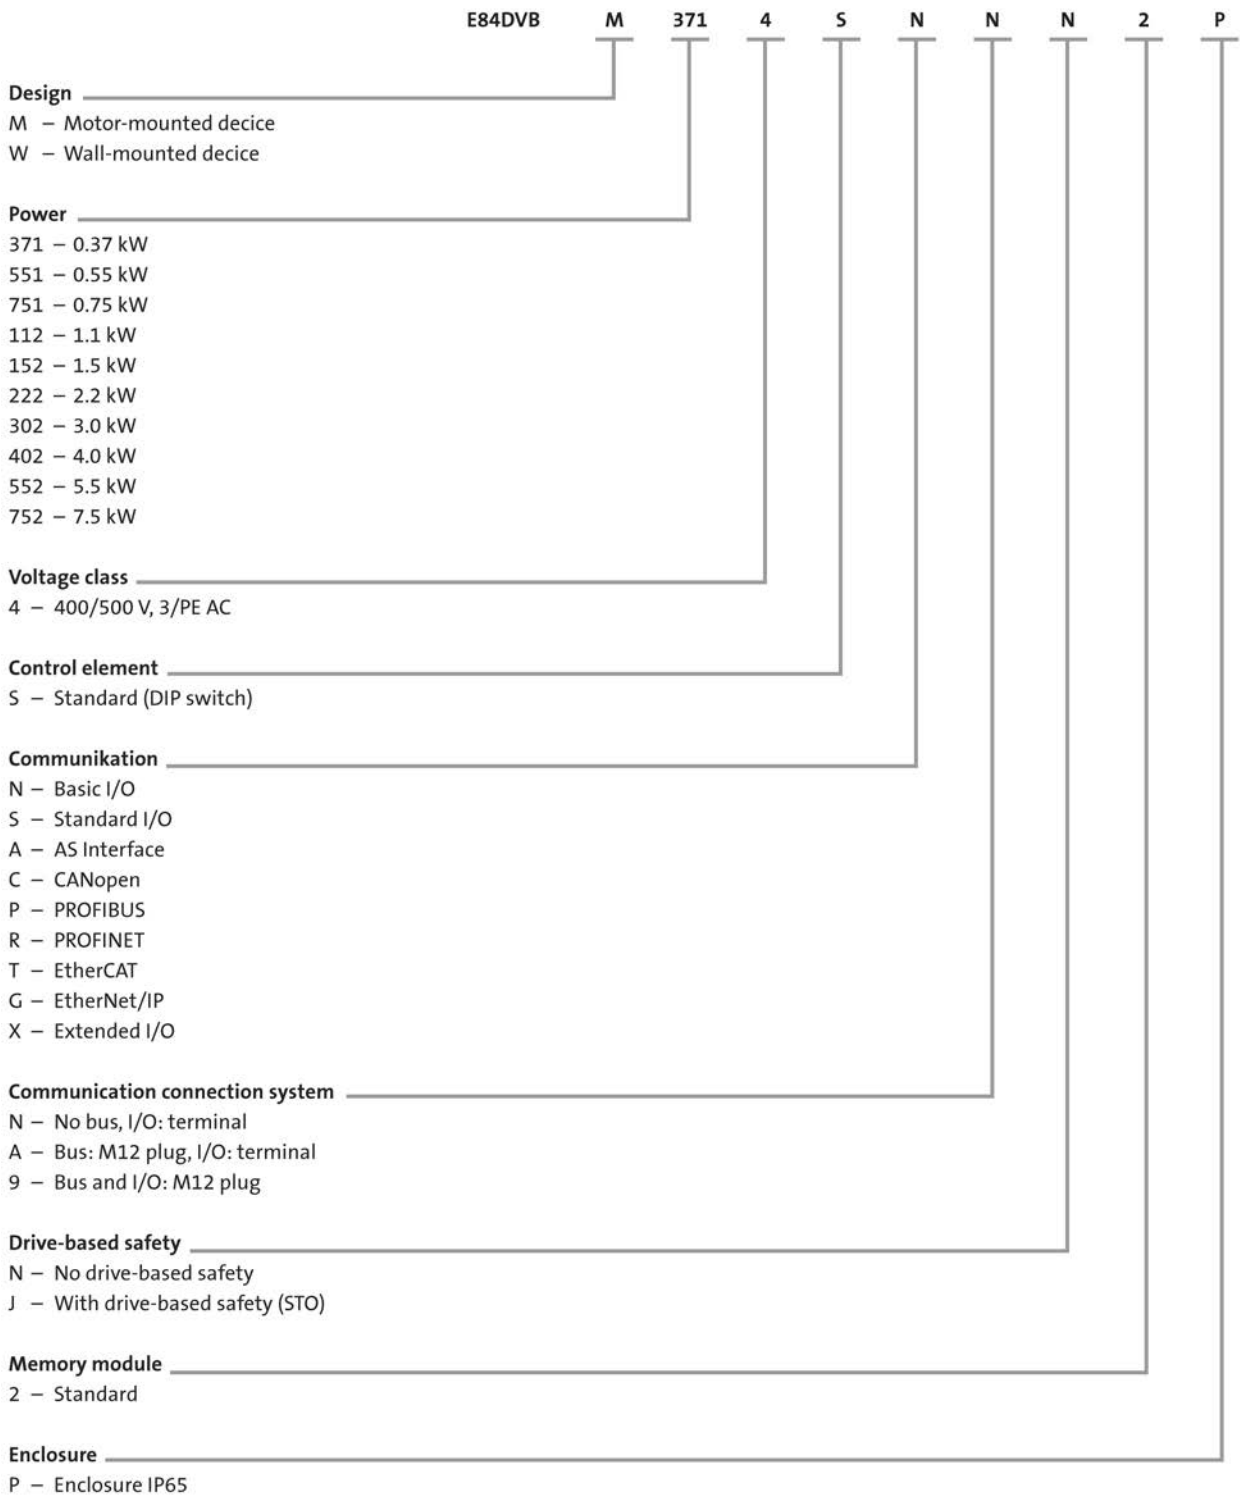 E84DVB M 371 4 S N N N 2 P
Design
M – Motor-mounted decice
W – Wall-mounted decice
Power
371 – 0.37 kW
551 – 0.55 kW
751 – 0.75 kW
112 – 1.1 kW
152 – 1.5 kW
222 – 2.2 kW
302 – 3.0 kW
402 – 4.0 kW
552 – 5.5 kW
752 – 7.5 kW
Voltage class
4 – 400/500 V, 3/PE AC
Control element
S – Standard (DIP switch)
Communikation
N – Basic I/O
S – Standard I/O
A – AS Interface
C – CANopen
P – PROFIBUS
R – PROFINET
T – EtherCAT
G – EtherNet/IP
X – Extended I/O
Communication connection system
N – No bus, I/O: terminal
A – Bus: M12 plug, I/O: terminal
9 – Bus and I/O: M12 plug
Drive-based safety
N – No drive-based safety
J – With drive-based safety (STO)
Memory module
2 – Standard
Enclosure
P – Enclosure IP65